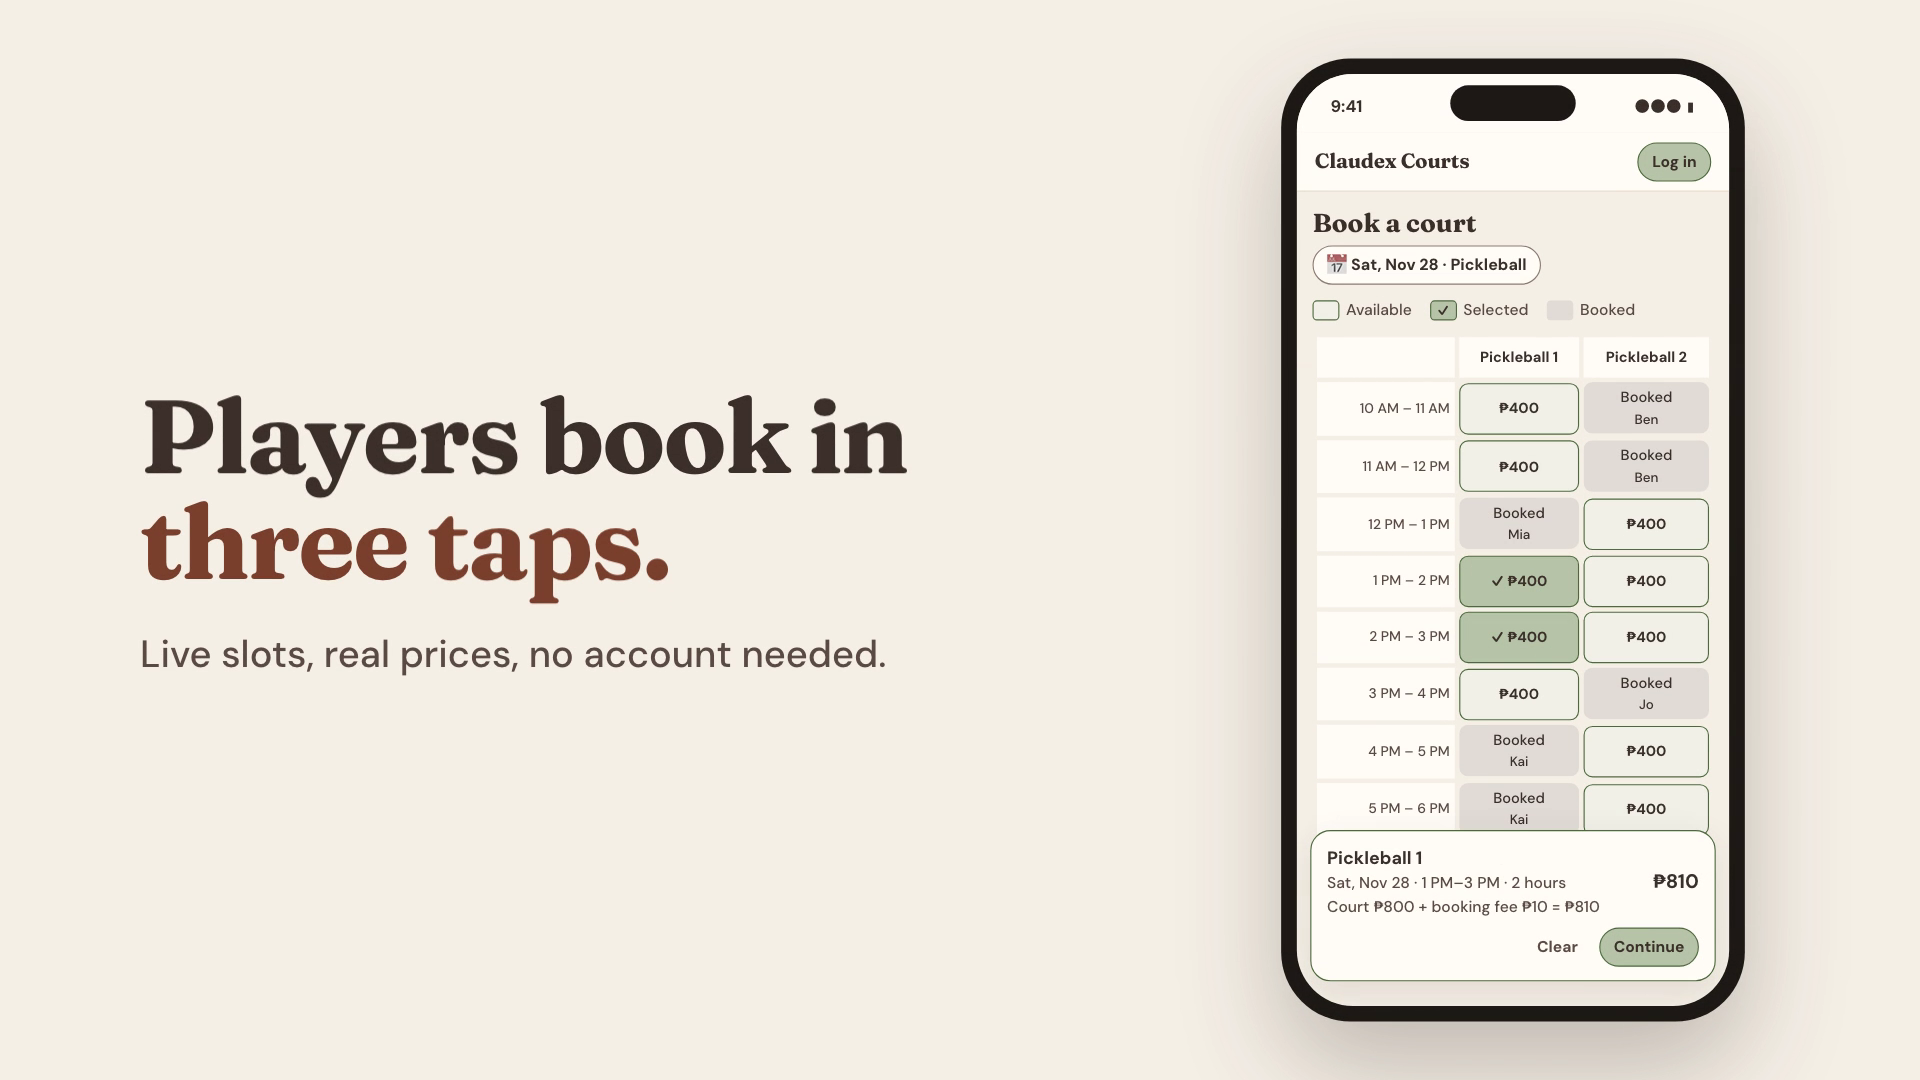 Players book in
three taps.
Live slots, real prices, no account needed.
9:41
Claudex Courts
Log in
Book a court
17 Sat, Nov 28 · Pickleball
Available ✓ Selected Booked
Pickleball 1 Pickleball 2
10 AM – 11 AM ₱400 Booked Ben
11 AM – 12 PM ₱400 Booked Ben
12 PM – 1 PM Booked Mia ₱400
1 PM – 2 PM ✓ ₱400 ₱400
2 PM – 3 PM ✓ ₱400 ₱400
3 PM – 4 PM ₱400 Booked Jo
4 PM – 5 PM Booked Kai ₱400
5 PM – 6 PM Booked Kai ₱400
Pickleball 1
Sat, Nov 28 · 1 PM–3 PM · 2 hours ₱810
Court ₱800 + booking fee ₱10 = ₱810
Clear Continue